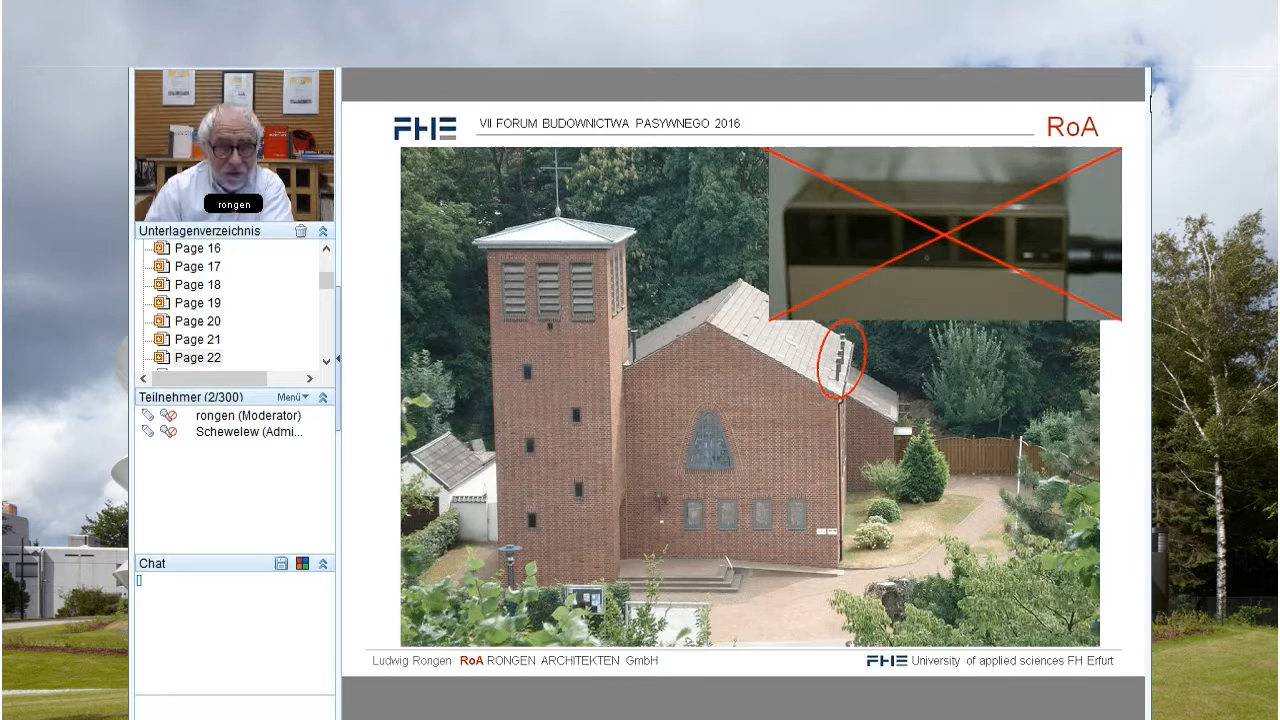 FHE
VII FORUM BUDOWNICTWA PASYWNEGO 2016
RoA
rongen
Unterlagenverzeichnis
Page 16
Page 17
Page 18
Page 19
Page 20
Page 21
Page 22
Teilnehmer (2/300)
Menü
rongen (Moderator)
Schewelew (Admi...
Chat
Ludwig Rongen RoA RONGEN ARCHITEKTEN GmbH
FHE University of applied sciences FH Erfurt